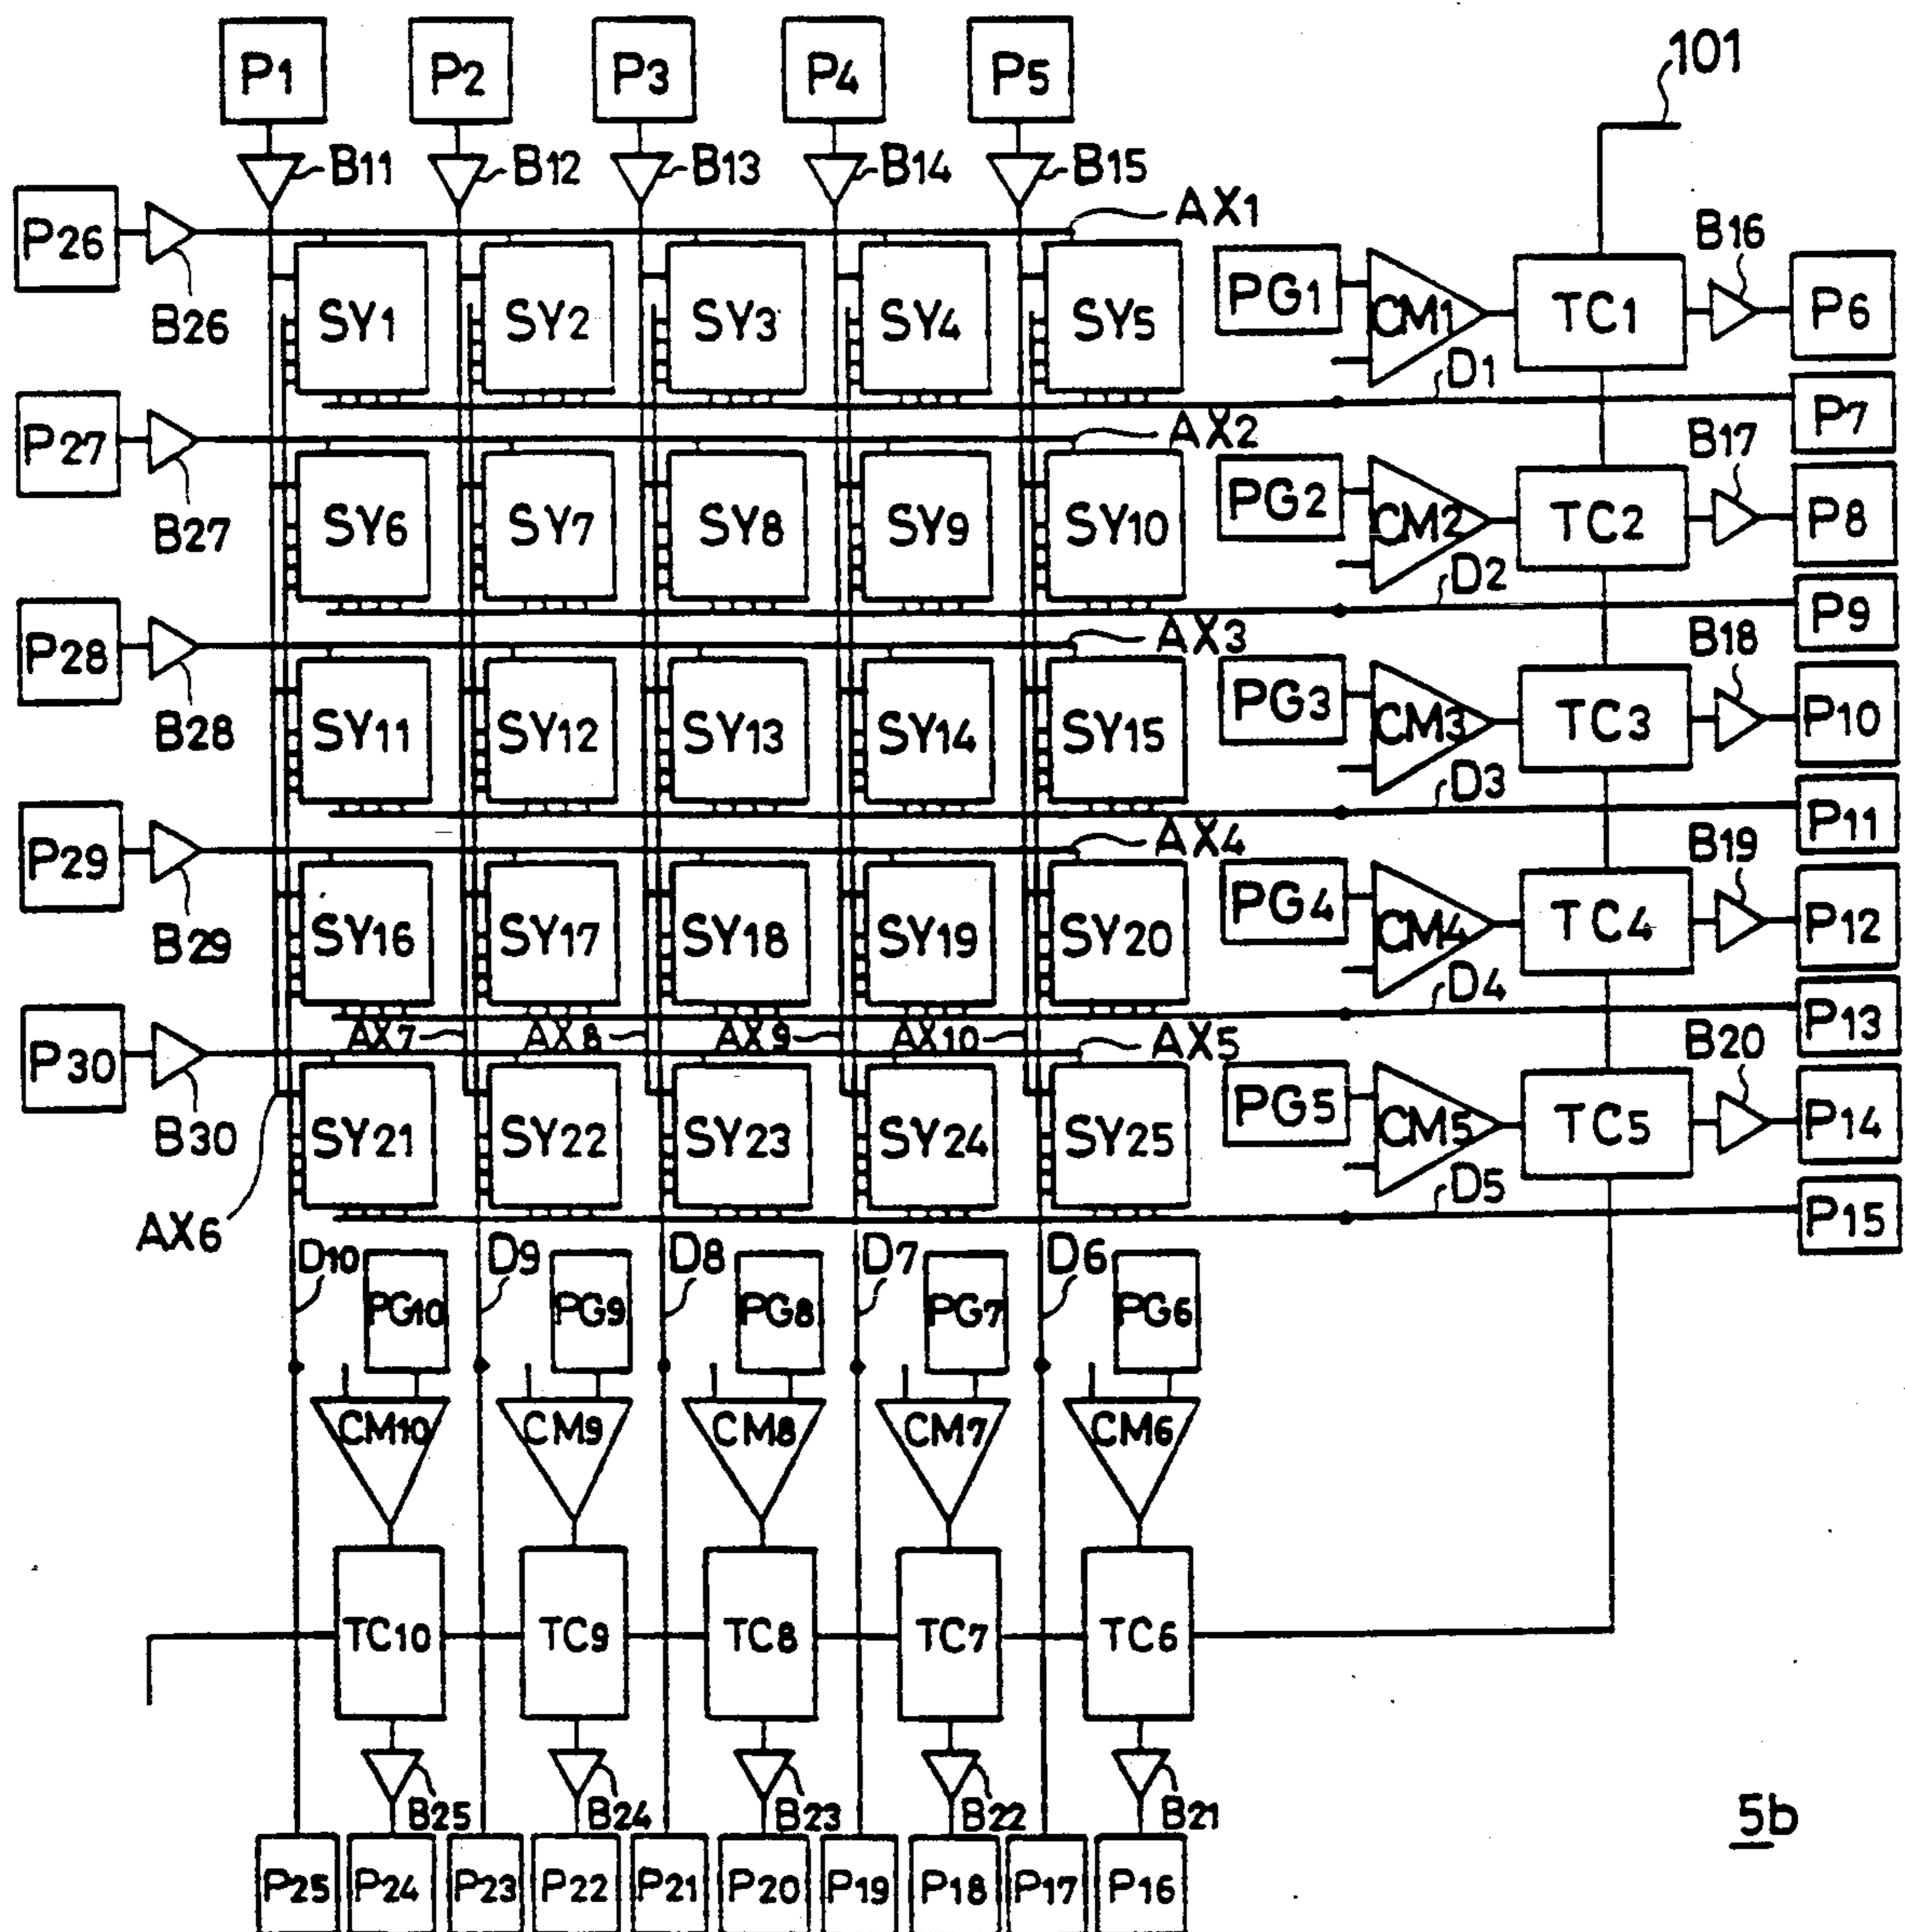 P1 P2 P3 P4 P5 101
B11 B12 B13 B14 B15
P26 AX1 B16
B26 SY1 SY2 SY3 SY4 SY5 PG1 CM1 TC1 P6
D1
P27 AX2 B17 P7
B27 SY6 SY7 SY8 SY9 SY10 PG2 CM2 TC2 P8
D2
P28 AX3 B18 P9
B28 SY11 SY12 SY13 SY14 SY15 PG3 CM3 TC3 P10
D3
P29 AX4 B19 P11
B29 SY16 SY17 SY18 SY19 SY20 PG4 CM4 TC4 P12
D4
P30 AX7 AX8 AX9 AX10 AX5 B20 P13
B30 SY21 SY22 SY23 SY24 SY25 PG5 CM5 TC5 P14
D5
AX6 P15
D10 D9 D8 D7 D6
PG10 PG9 PG8 PG7 PG6
CM10 CM9 CM8 CM7 CM6
TC10 TC9 TC8 TC7 TC6
B25 B24 B23 B22 B21 5b
P25 P24 P23 P22 P21 P20 P19 P18 P17 P16